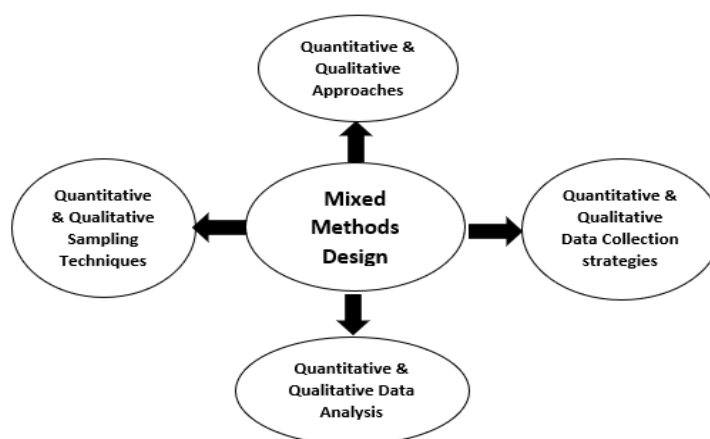 Quantitative &
Qualitative
Approaches
Quantitative
& Qualitative
Sampling
Techniques
Mixed
Methods
Design
Quantitative &
Qualitative
Data Collection
strategies
Quantitative &
Qualitative Data
Analysis